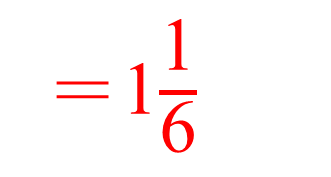 = 1 1/6